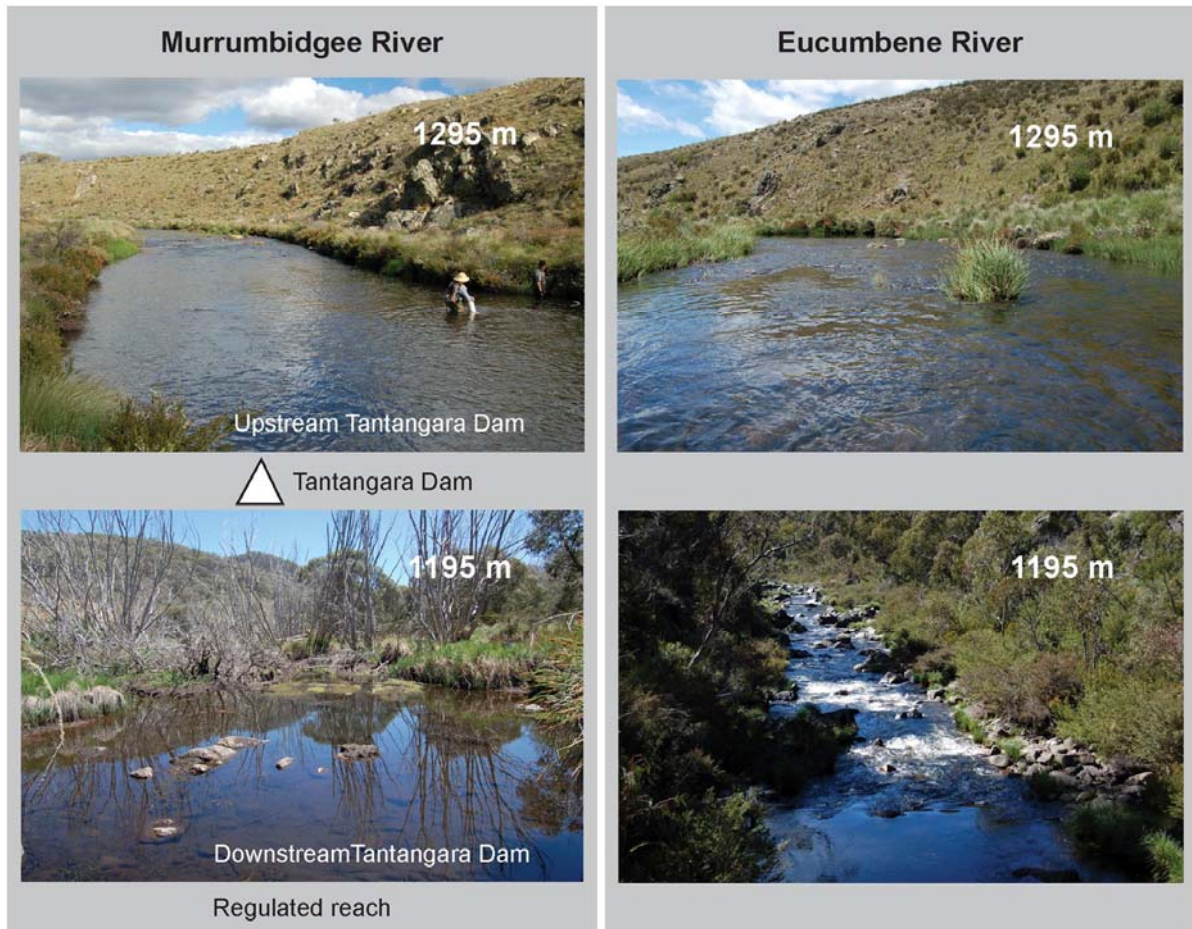 Murrumbidgee River
1295 m
Upstream Tantangara Dam
Tantangara Dam
1195 m
DownstreamTantangara Dam
Regulated reach
Eucumbene River
1295 m
1195 m